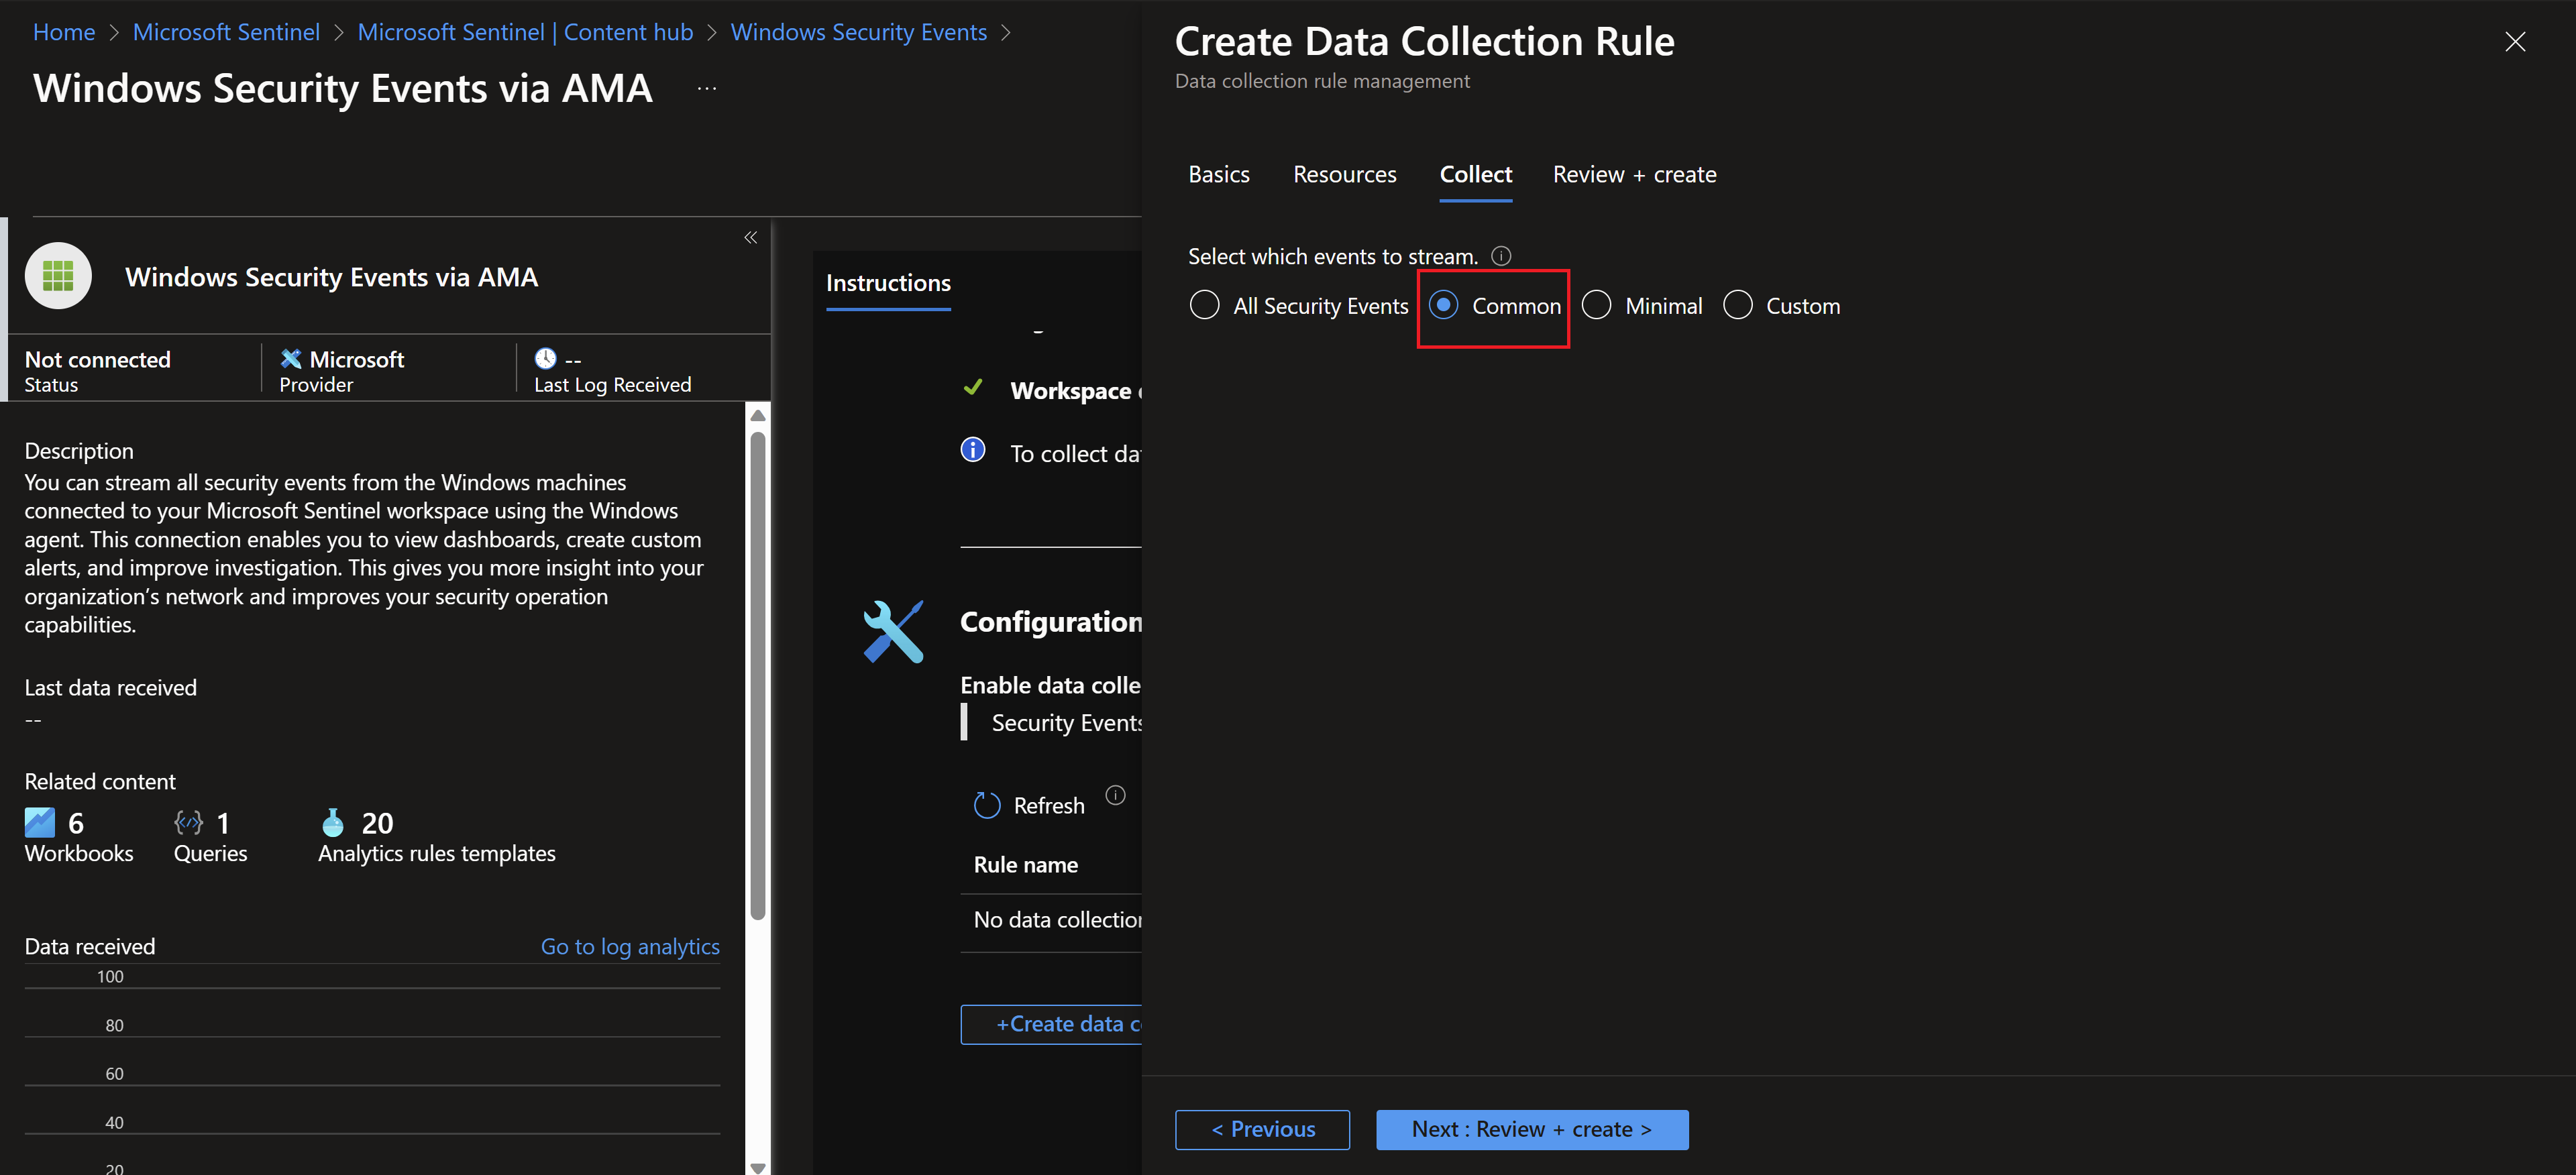 Home > Microsoft Sentinel > Microsoft Sentinel | Content hub > Windows Security Events >
Windows Security Events via AMA ...
Windows Security Events via AMA
Not connected
Status
Microsoft
Provider
--
Last Log Received
Description
You can stream all security events from the Windows machines
connected to your Microsoft Sentinel workspace using the Windows
agent. This connection enables you to view dashboards, create custom
alerts, and improve investigation. This gives you more insight into your
organization’s network and improves your security operation
capabilities.
Last data received
--
Related content
6
Workbooks
1
Queries
20
Analytics rules templates
Data received
Go to log analytics
100
80
60
40
20
Instructions
Workspace
To collect da
Configuration
Enable data colle
Security Events
Refresh
Rule name
No data collection
+Create data c
Create Data Collection Rule
Data collection rule management
Basics Resources Collect Review + create
Select which events to stream.
All Security Events Common Minimal Custom
< Previous
Next : Review + create >